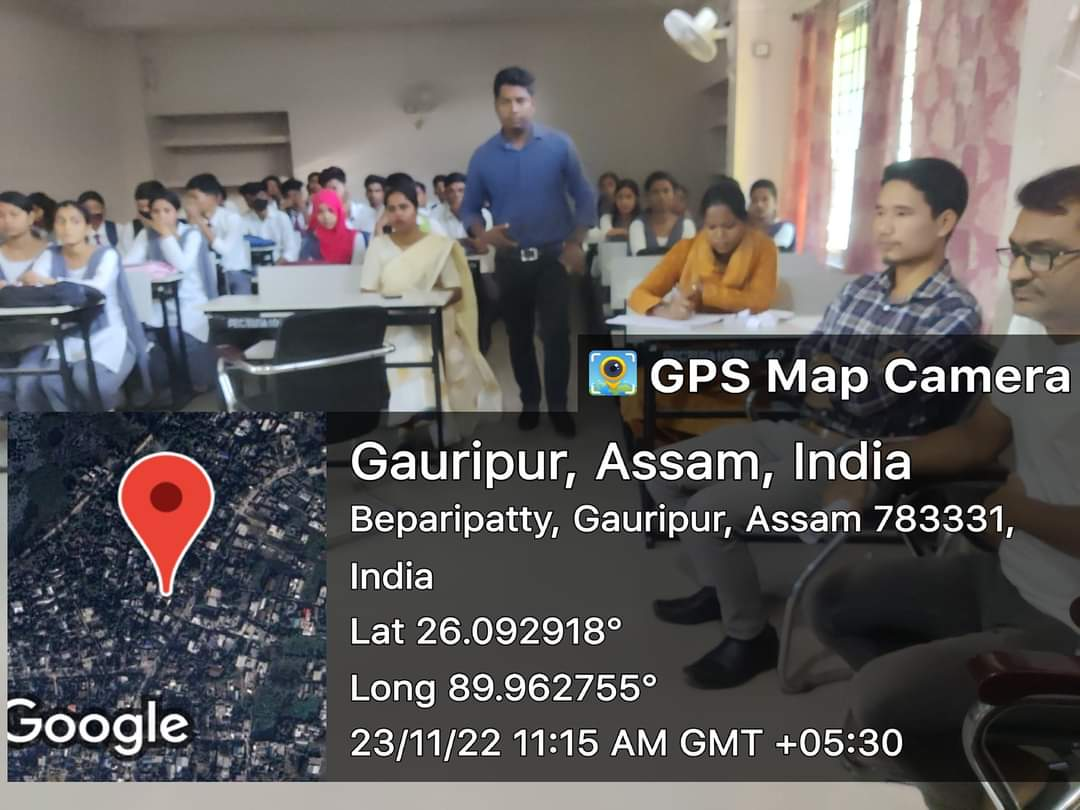 GPS Map Camera
Gauripur, Assam, India
Beparipatty, Gauripur, Assam 783331,
India
Lat 26.092918°
Long 89.962755°
23/11/22 11:15 AM GMT +05:30
Google